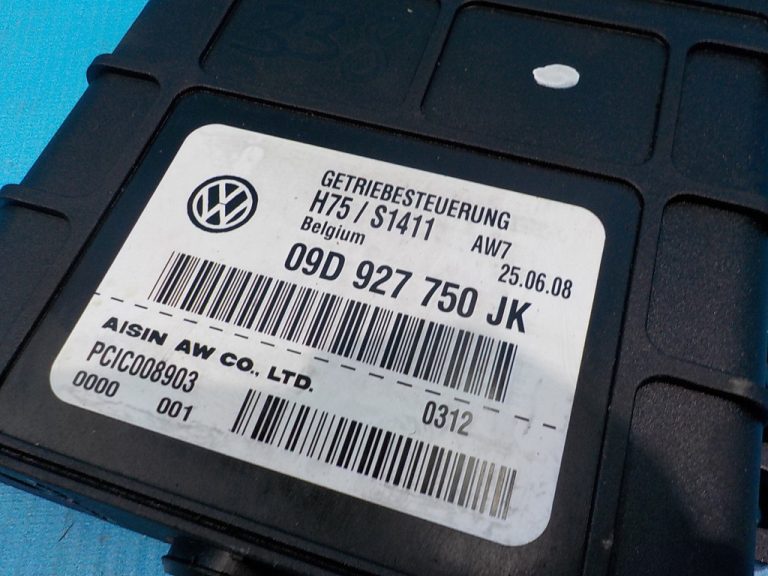 338
GETRIEBESTEUERUNG
H75 / S1411 AW7
Belgium 25.06.08
09D 927 750 JK
AISIN AW CO., LTD.
PCIC008903 0312
0000 001